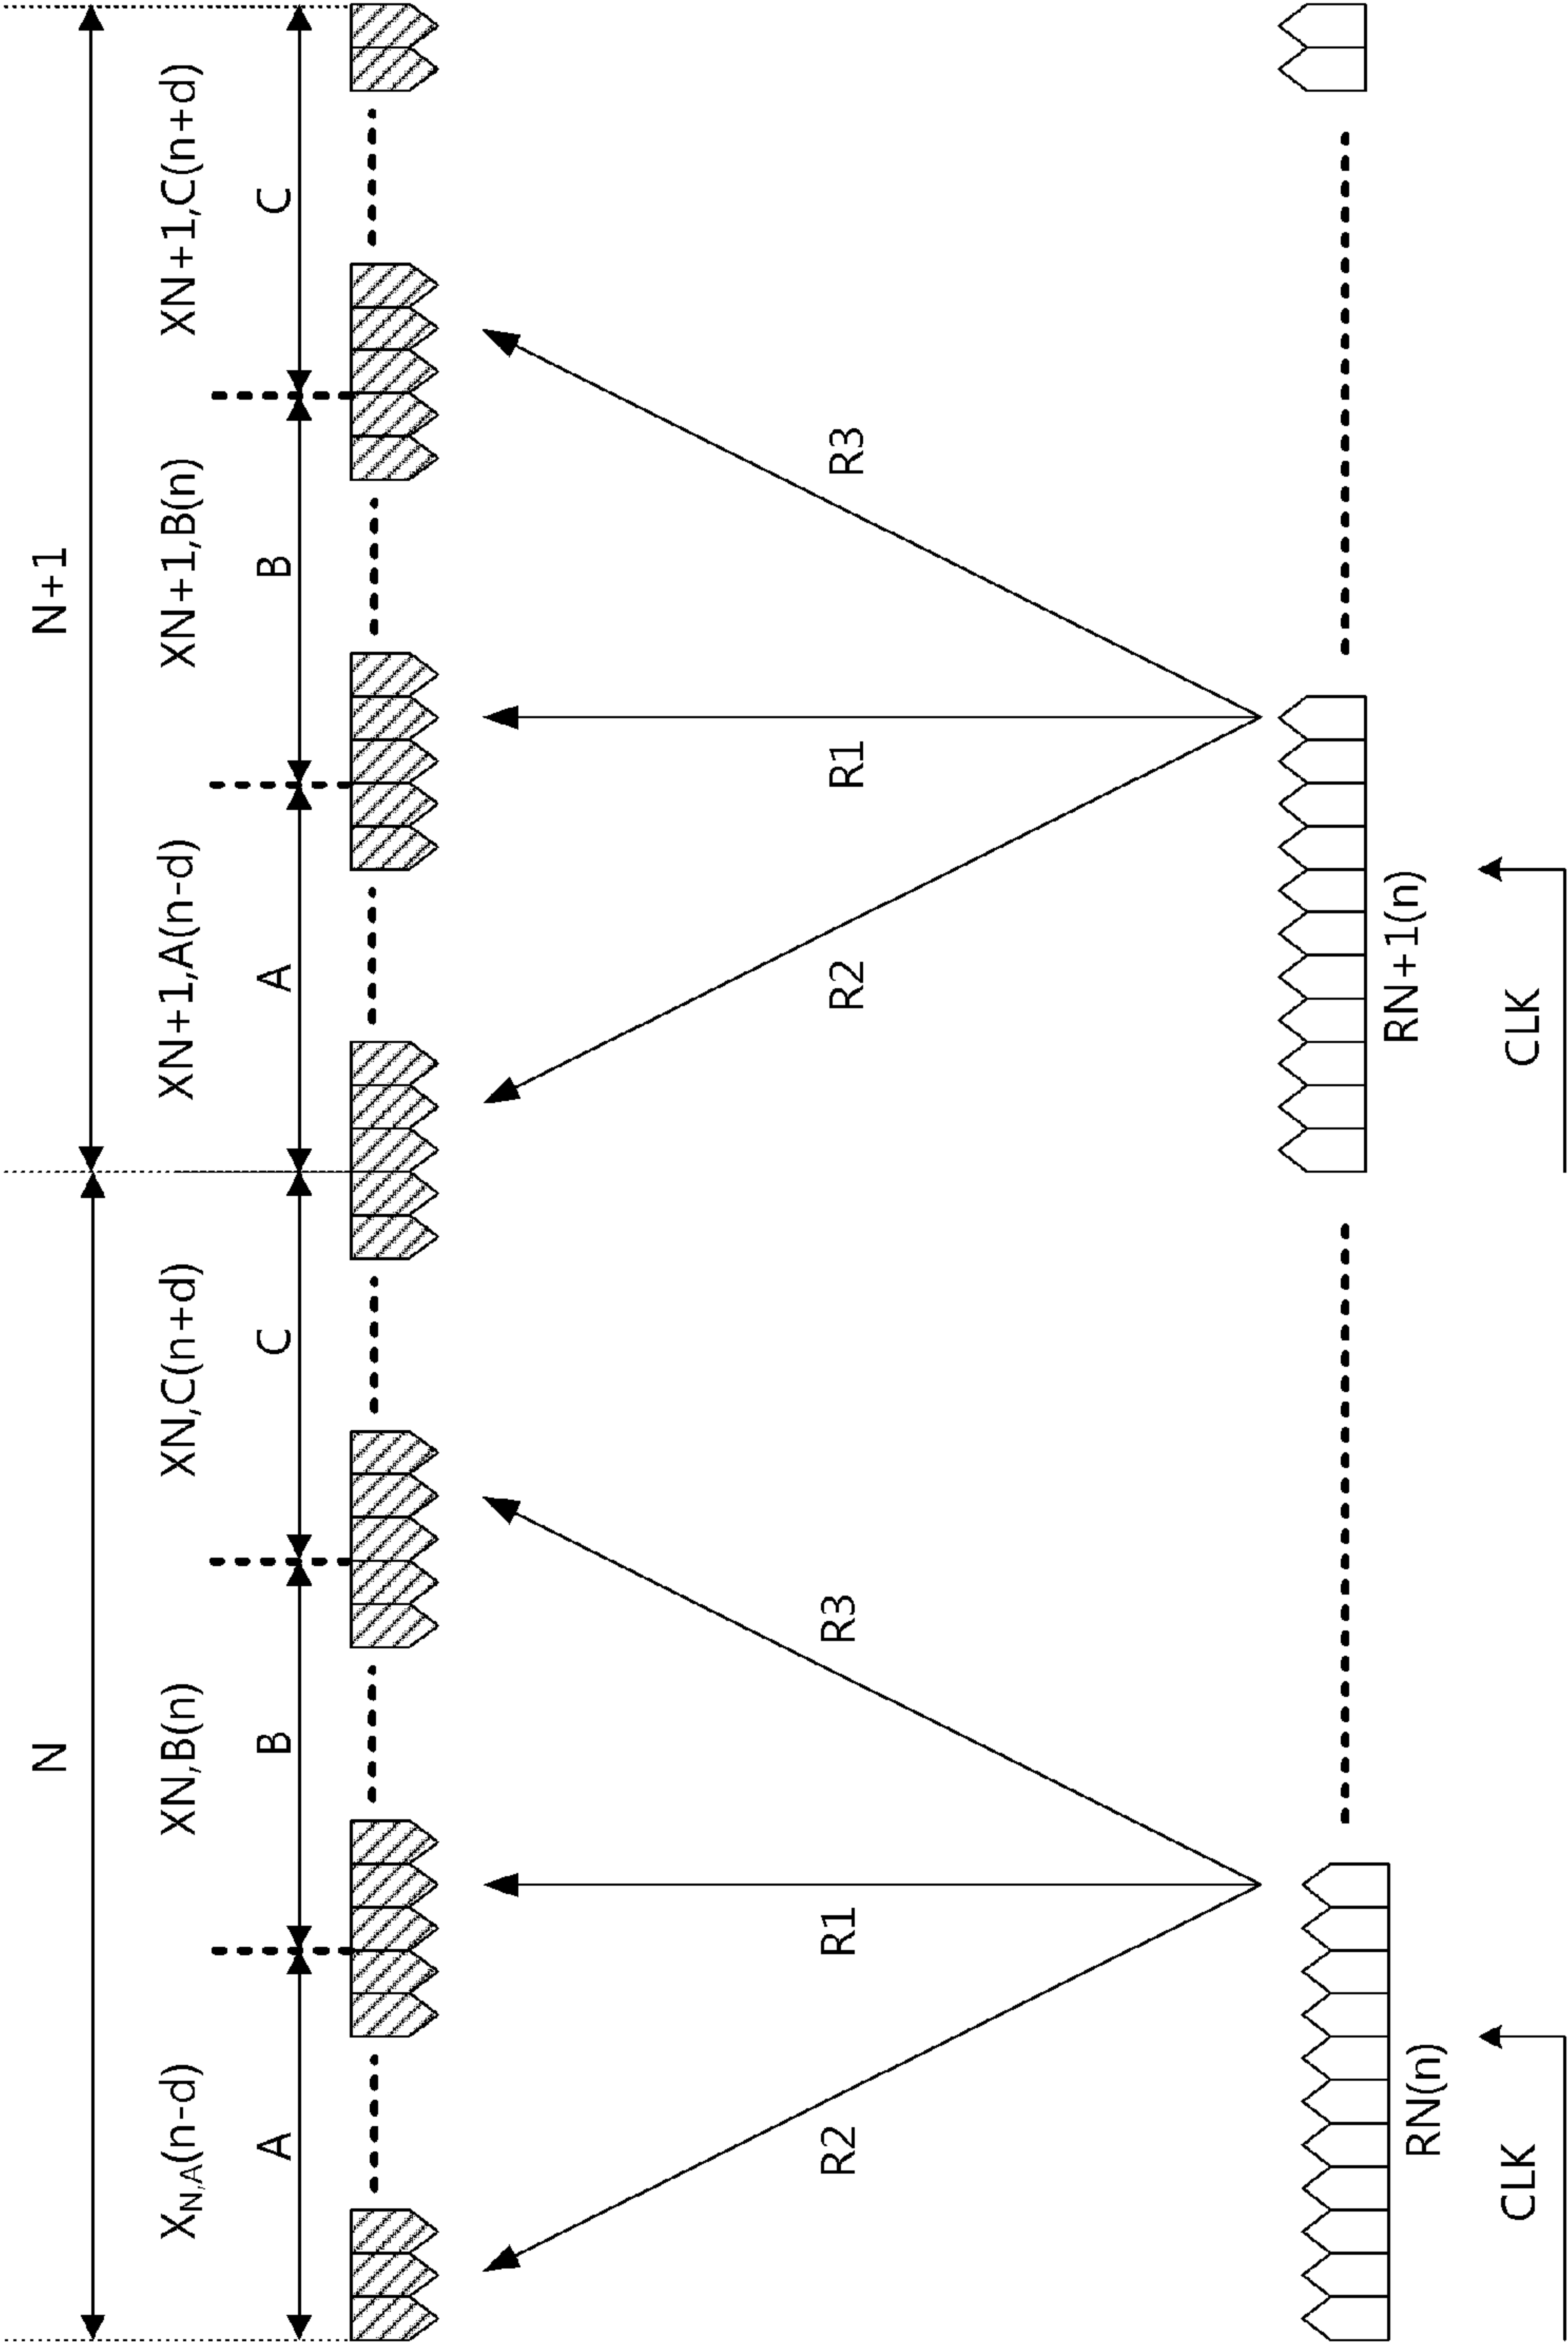 N
N+1
X_{N,A}(n-d)
XN,B(n)
XN,C(n+d)
XN+1,A(n-d)
XN+1,B(n)
XN+1,C(n+d)
A
B
C
A
B
C
R2
R1
R3
R2
R1
R3
RN(n)
RN+1(n)
CLK
CLK